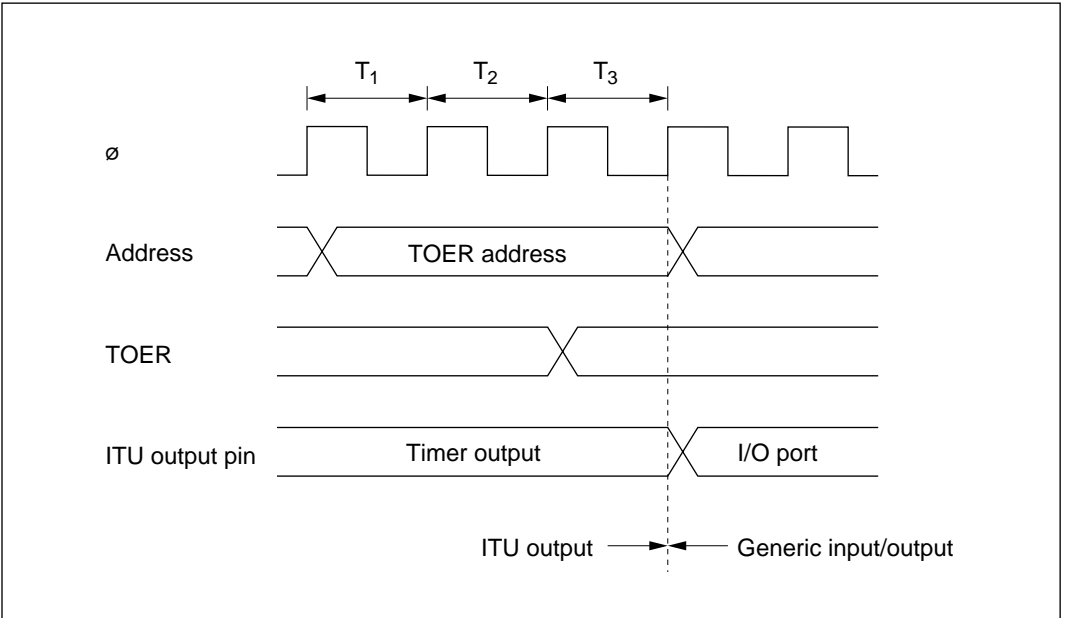 T1 T2 T3
ø
Address TOER address
TOER
ITU output pin Timer output I/O port
ITU output Generic input/output